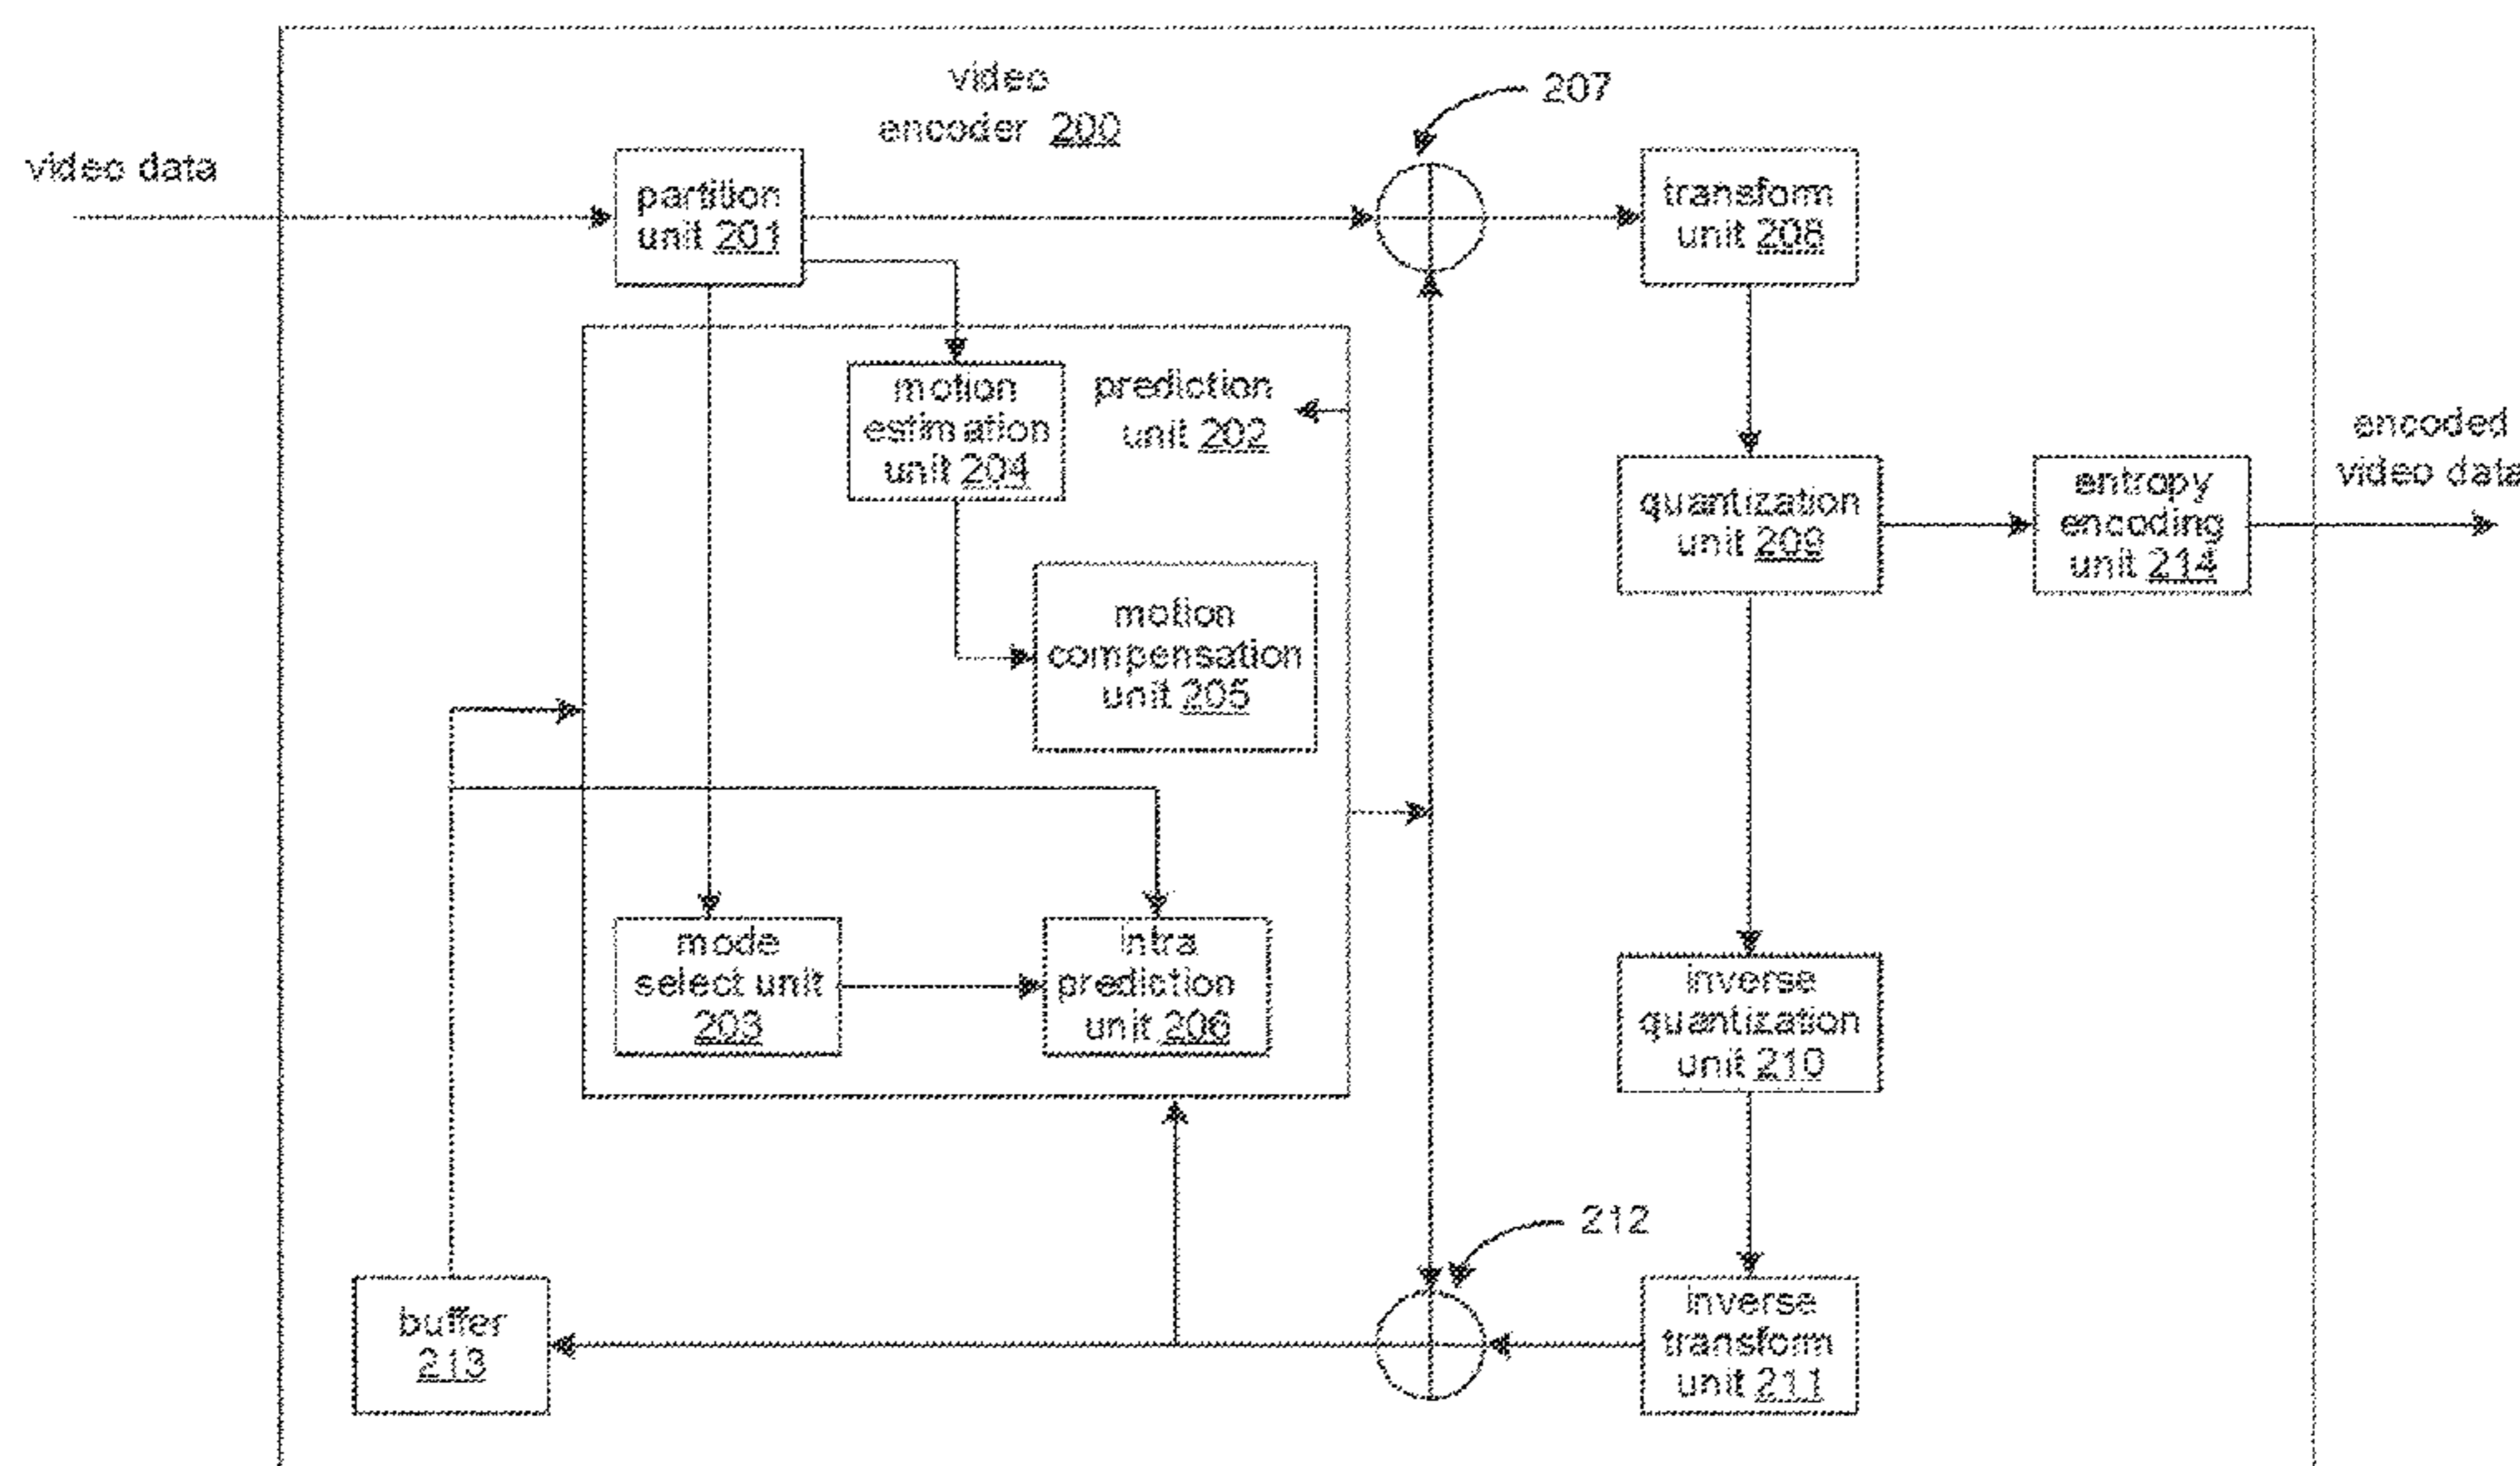 video
encoder 200
207
video data
partition
unit 201
transform
unit 208
motion
estimation
unit 204
prediction
unit 202
encoded
video data
quantization
unit 209
entropy
encoding
unit 214
motion
compensation
unit 205
mode
select unit
203
intra
prediction
unit 206
inverse
quantization
unit 210
212
buffer
213
inverse
transform
unit 211